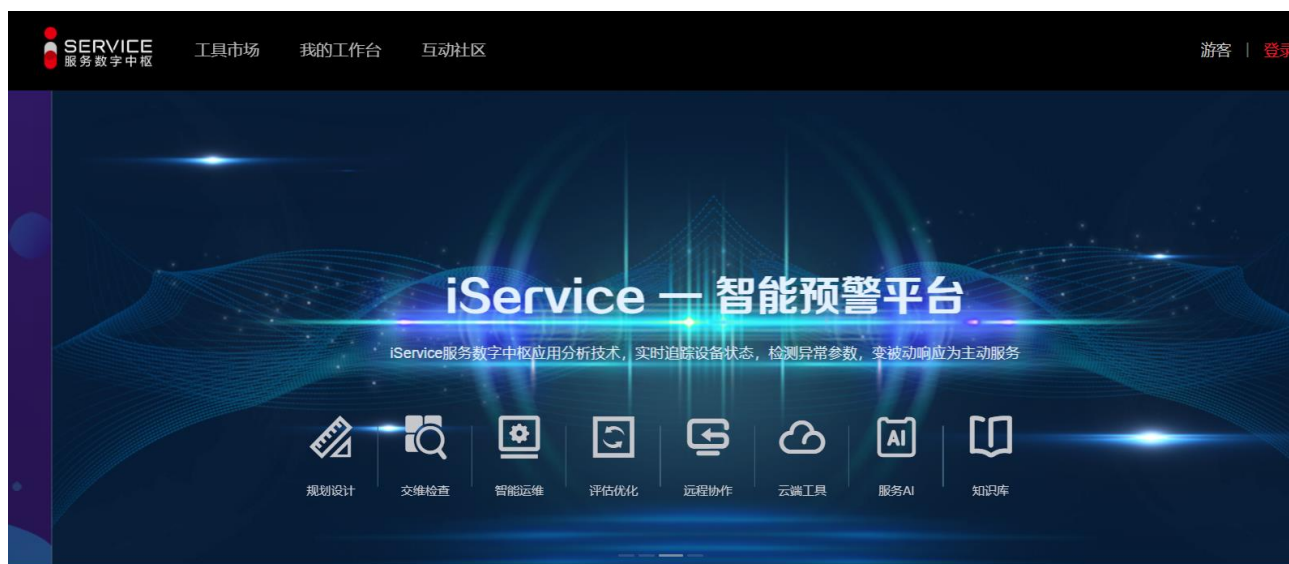 SERVICE
服务数字中枢
工具市场 我的工作台 互动社区
游客 | 登录
iService — 智能预警平台
iService服务数字中枢应用分析技术，实时追踪设备状态，检测异常参数，变被动响应为主动服务
AI
规划设计 交维检查 智能运维 评估优化 远程协作 云端工具 服务AI 知识库